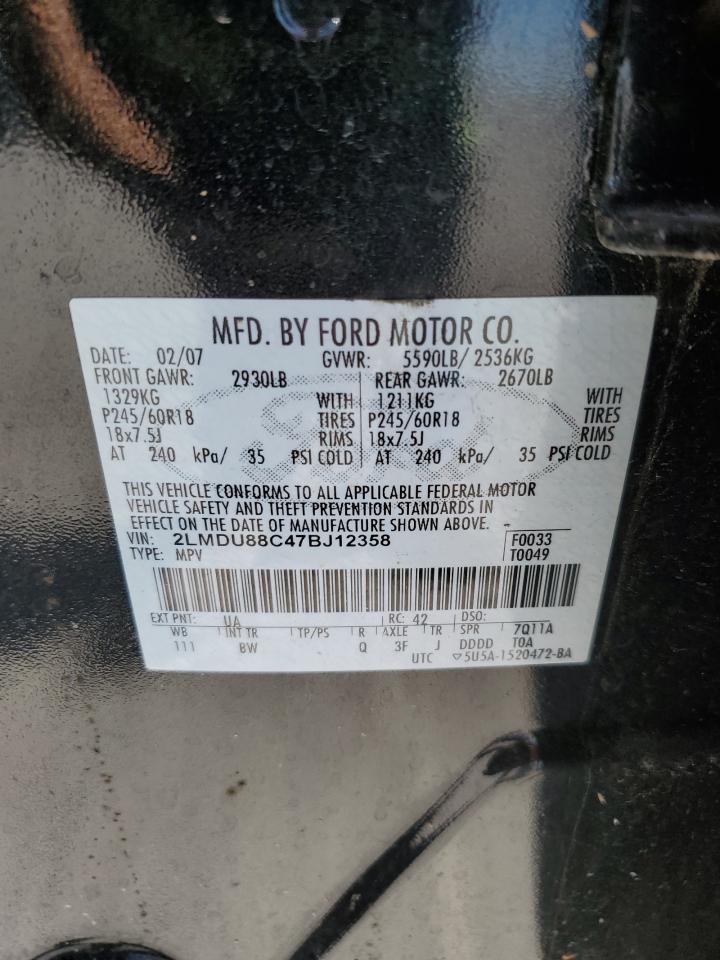 MFD. BY FORD MOTOR CO.
DATE: 02/07 GVWR: 5590LB/ 2536KG
FRONT GAWR: 2930LB REAR GAWR: 2670LB
1329KG WITH 1211KG WITH
P245/60R18 TIRES P245/60R18 TIRES
18x7.5J RIMS 18x7.5J RIMS
AT 240 kPa/ 35 PSI COLD AT 240 kPa/ 35 PSI COLD
THIS VEHICLE CONFORMS TO ALL APPLICABLE FEDERAL MOTOR
VEHICLE SAFETY AND THEFT PREVENTION STANDARDS IN
EFFECT ON THE DATE OF MANUFACTURE SHOWN ABOVE.
VIN: 2LMDU88C47BJ12358 F0033
TYPE: MPV T0049
EXT PNT: UA RC: 42 DSO:
WB INT TR TP/PS R AXLE TR SPR 7Q11A
111 BW Q 3F J DDDD T0A
UTC ▽5U5A-1520472-BA